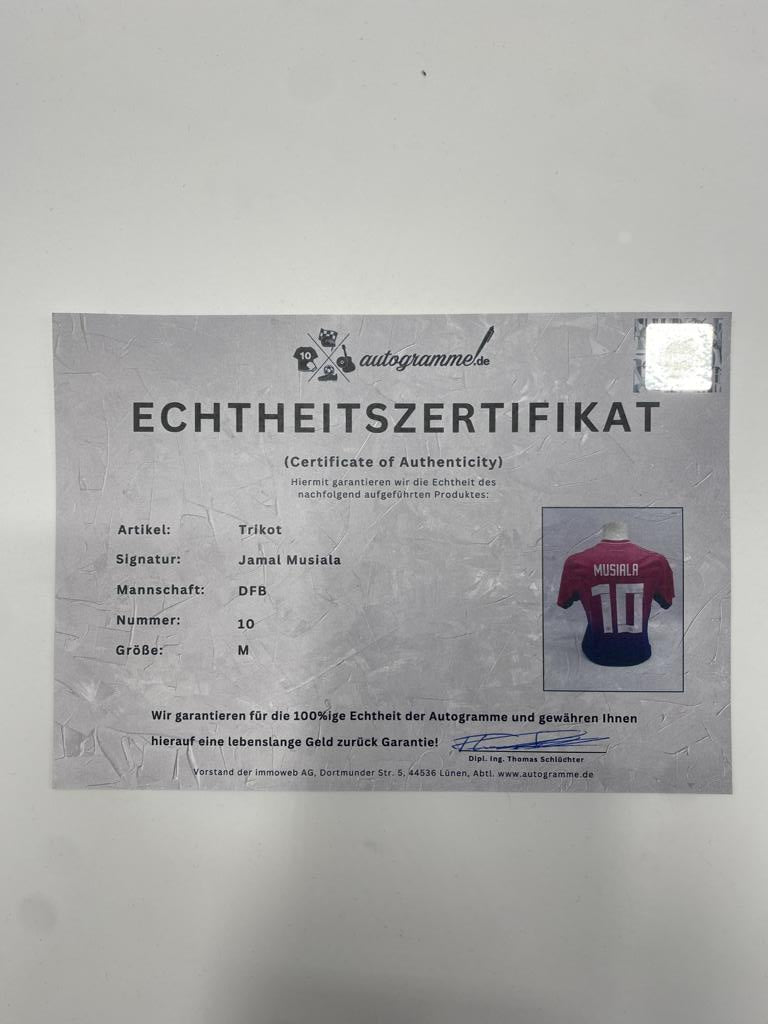 10
autogramme!.de
ECHTHEITSZERTIFIKAT
(Certificate of Authenticity)
Hiermit garantieren wir die Echtheit des
nachfolgend aufgeführten Produktes:
Artikel: Trikot
Signatur: Jamal Musiala
Mannschaft: DFB
Nummer: 10
Größe: M
MUSIALA
10
Wir garantieren für die 100%ige Echtheit der Autogramme und gewähren Ihnen
hierauf eine lebenslange Geld zurück Garantie!
Dipl. Ing. Thomas Schlüchter
Vorstand der immoweb AG, Dortmunder Str. 5, 44536 Lünen, Abtl. www.autogramme.de